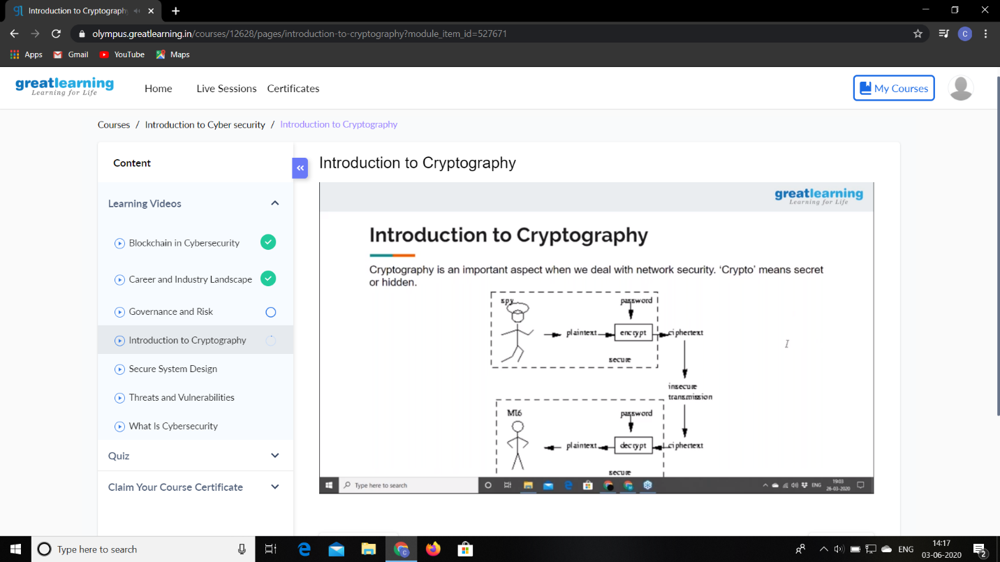 Introduction to Cryptography
olympus.greatlearning.in/courses/12628/pages/introduction-to-cryptography?module_item_id=527671
C
Apps Gmail YouTube Maps
greatlearning
Learning for Life
Home Live Sessions Certificates My Courses
Courses / Introduction to Cyber security / Introduction to Cryptography
Content
Learning Videos
Blockchain in Cybersecurity
Career and Industry Landscape
Governance and Risk
Introduction to Cryptography
Secure System Design
Threats and Vulnerabilities
What Is Cybersecurity
Quiz
Claim Your Course Certificate
Introduction to Cryptography
greatlearning
Learning for Life
Introduction to Cryptography
Cryptography is an important aspect when we deal with network security. ‘Crypto’ means secret
or hidden.
spy password
plaintext encrypt ciphertext
secure
insecure
transmission
MI6 password
plaintext decrypt ciphertext
secure
Type here to search ENG 19:03
26-03-2020
Type here to search ENG 14:17
03-06-2020 2